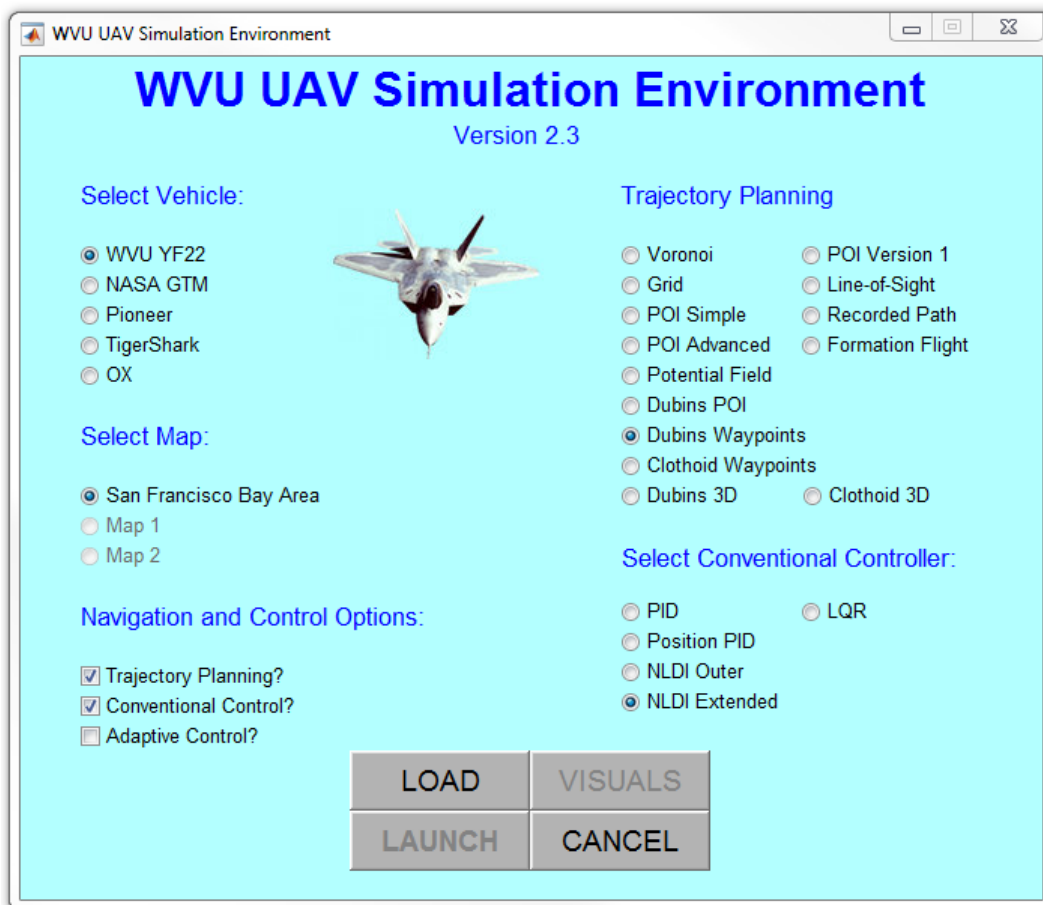 WVU UAV Simulation Environment
WVU UAV Simulation Environment
Version 2.3
Select Vehicle:
WVU YF22
NASA GTM
Pioneer
TigerShark
OX
Select Map:
San Francisco Bay Area
Map 1
Map 2
Navigation and Control Options:
Trajectory Planning?
Conventional Control?
Adaptive Control?
Trajectory Planning
Voronoi POI Version 1
Grid Line-of-Sight
POI Simple Recorded Path
POI Advanced Formation Flight
Potential Field
Dubins POI
Dubins Waypoints
Clothoid Waypoints
Dubins 3D Clothoid 3D
Select Conventional Controller:
PID LQR
Position PID
NLDI Outer
NLDI Extended
LOAD VISUALS
LAUNCH CANCEL